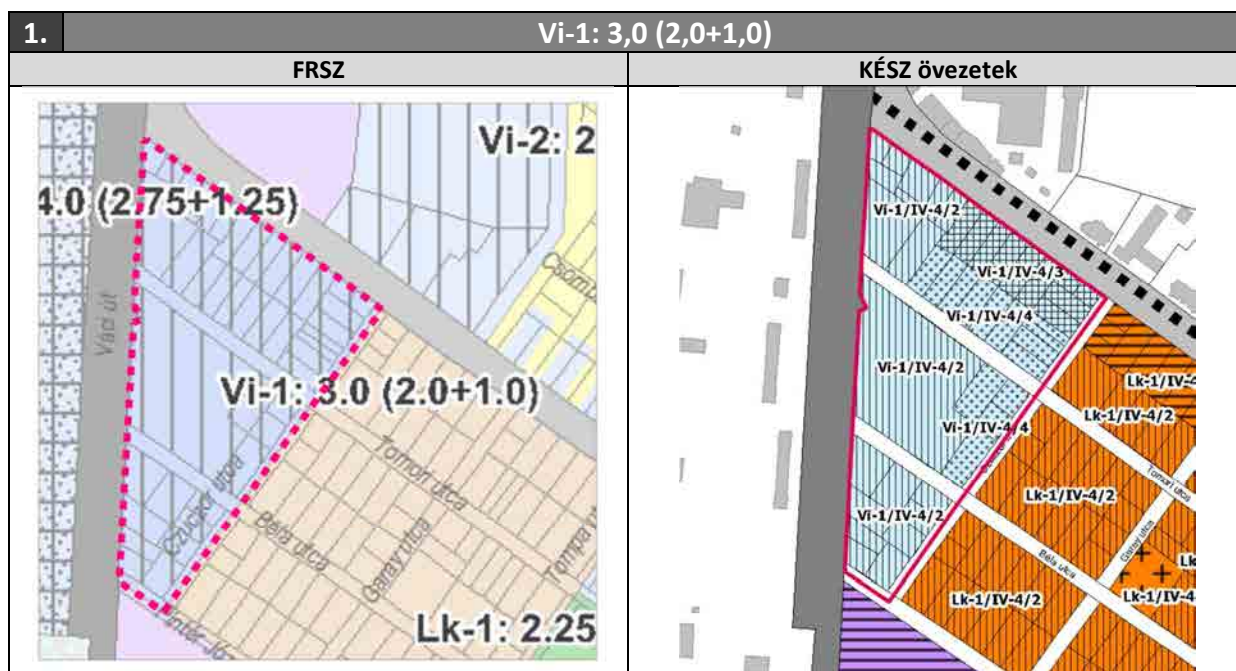 1.
Vi-1: 3,0 (2,0+1,0)
FRSZ
KÉSZ övezetek
Vi-2: 2
4.0 (2.75+1.25)
Váci út
Vi-1: 3.0 (2.0+1.0)
Tomori utca
Czuczor utca
Béla utca
Garay utca
Lk-1: 2.25
Vi-1/IV-4/2
Vi-1/IV-4/3
Vi-1/IV-4/4
Vi-1/IV-4/2
Vi-1/IV-4/4
Vi-1/IV-4/2
Lk-1/IV-4
Lk-1/IV-4/2
Tomori utca
Lk-1/IV-4/2
Garay utca
Béla utca
Lk
Lk-1/IV-4/2
Lk-1/IV-4